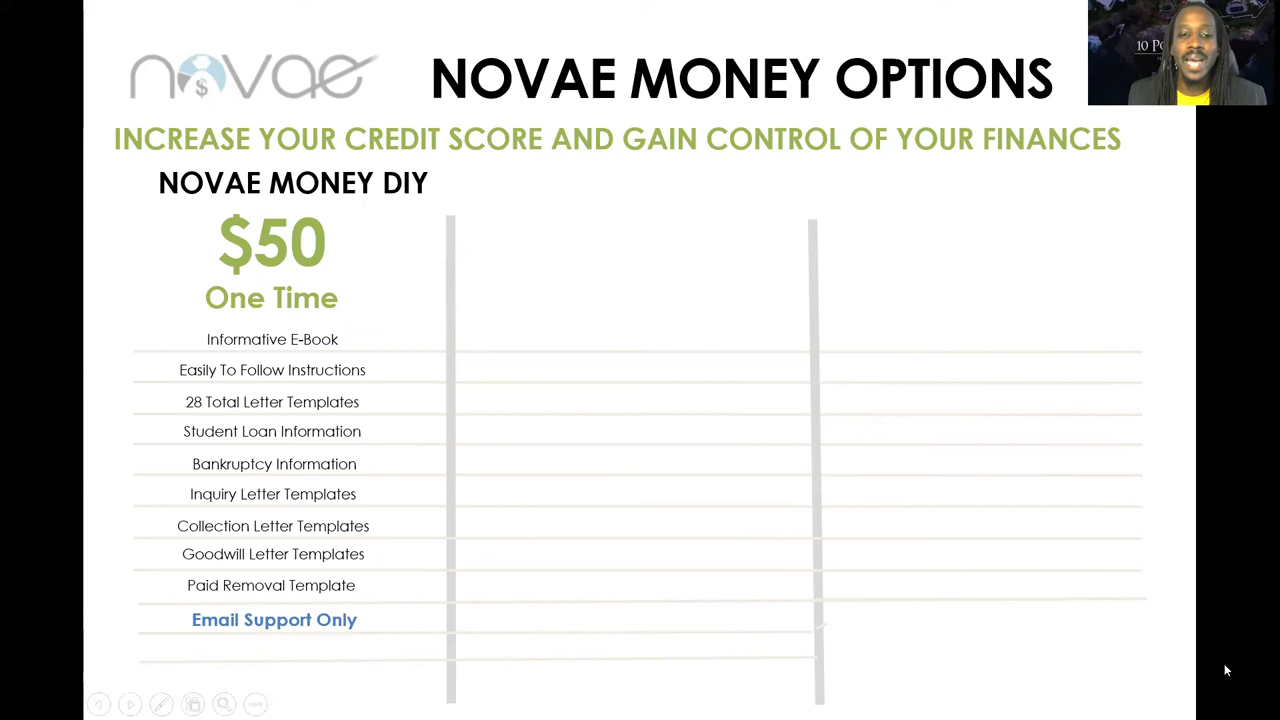 novae
NOVAE MONEY OPTIONS
10 Po
INCREASE YOUR CREDIT SCORE AND GAIN CONTROL OF YOUR FINANCES
NOVAE MONEY DIY
$50
One Time
Informative E-Book
Easily To Follow Instructions
28 Total Letter Templates
Student Loan Information
Bankruptcy Information
Inquiry Letter Templates
Collection Letter Templates
Goodwill Letter Templates
Paid Removal Template
Email Support Only